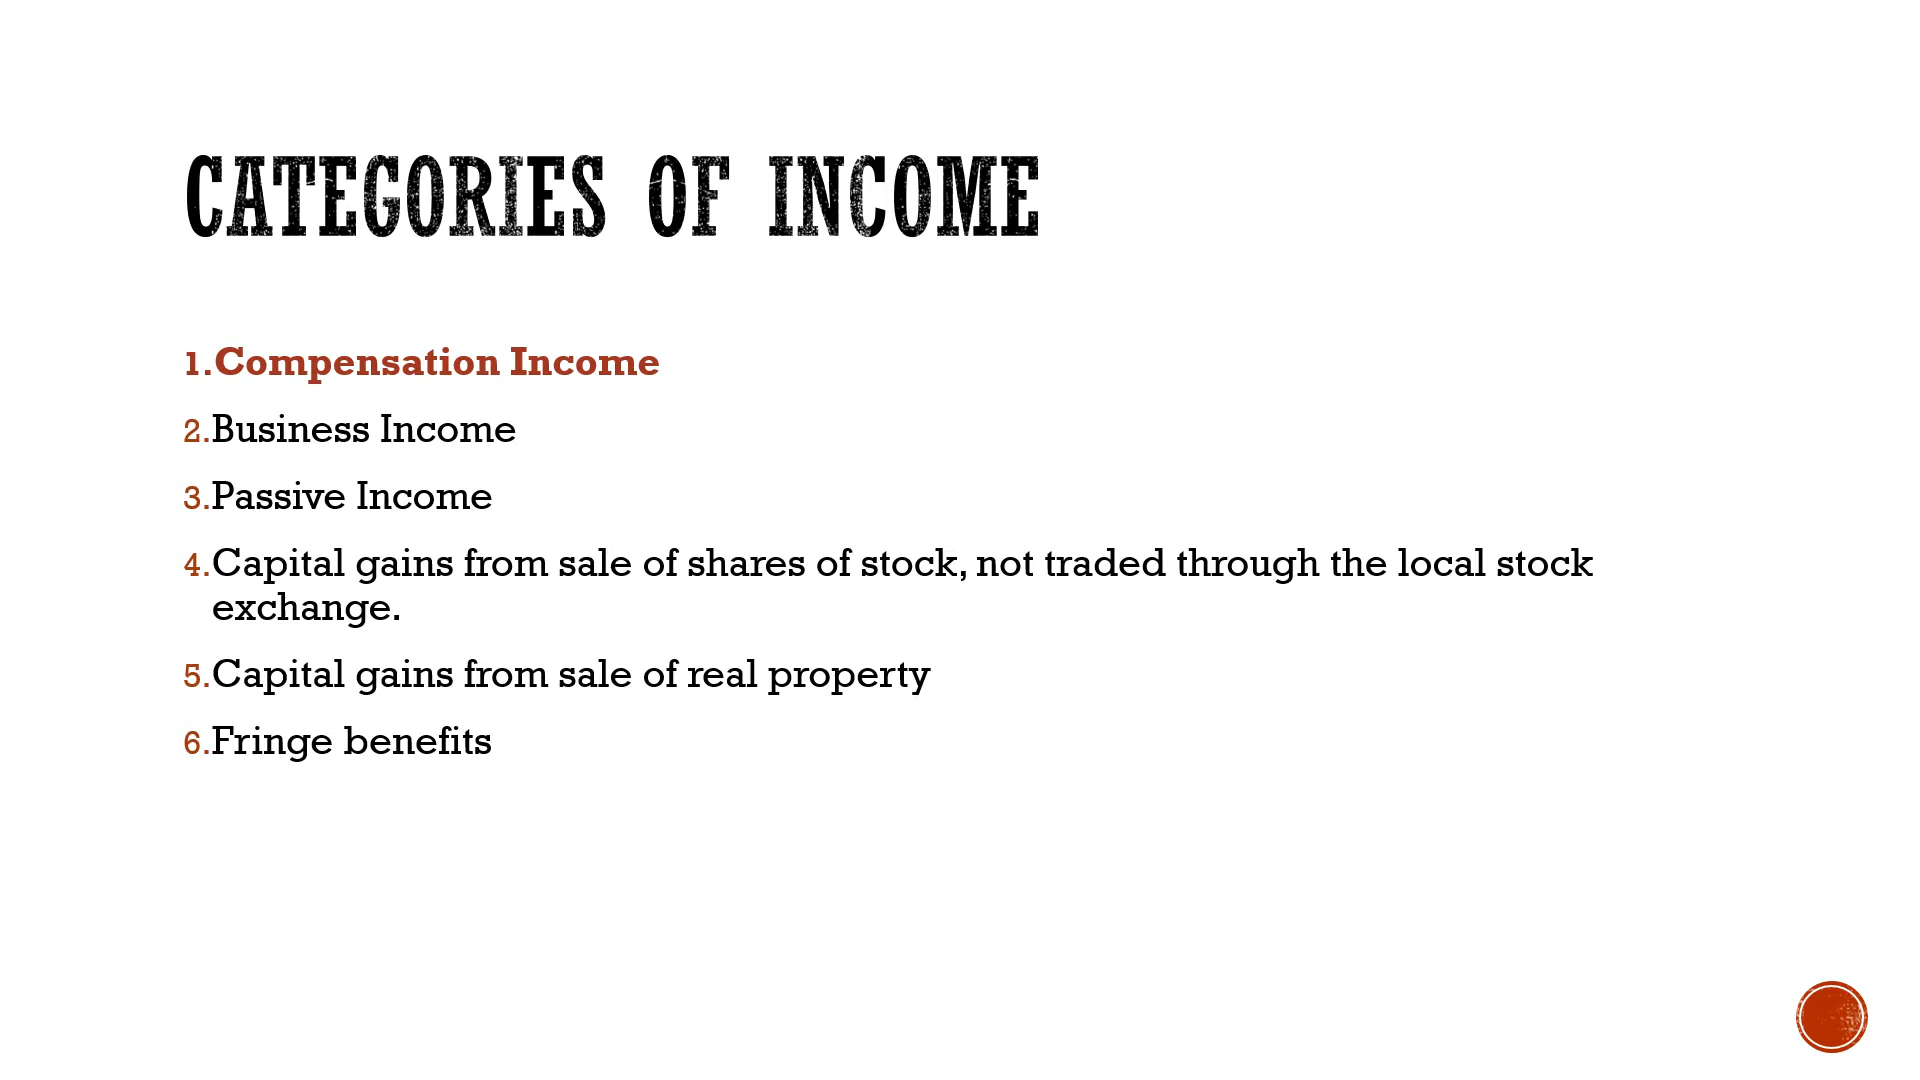 CATEGORIES OF INCOME
1.Compensation Income
2.Business Income
3.Passive Income
4.Capital gains from sale of shares of stock, not traded through the local stock
exchange.
5.Capital gains from sale of real property
6.Fringe benefits